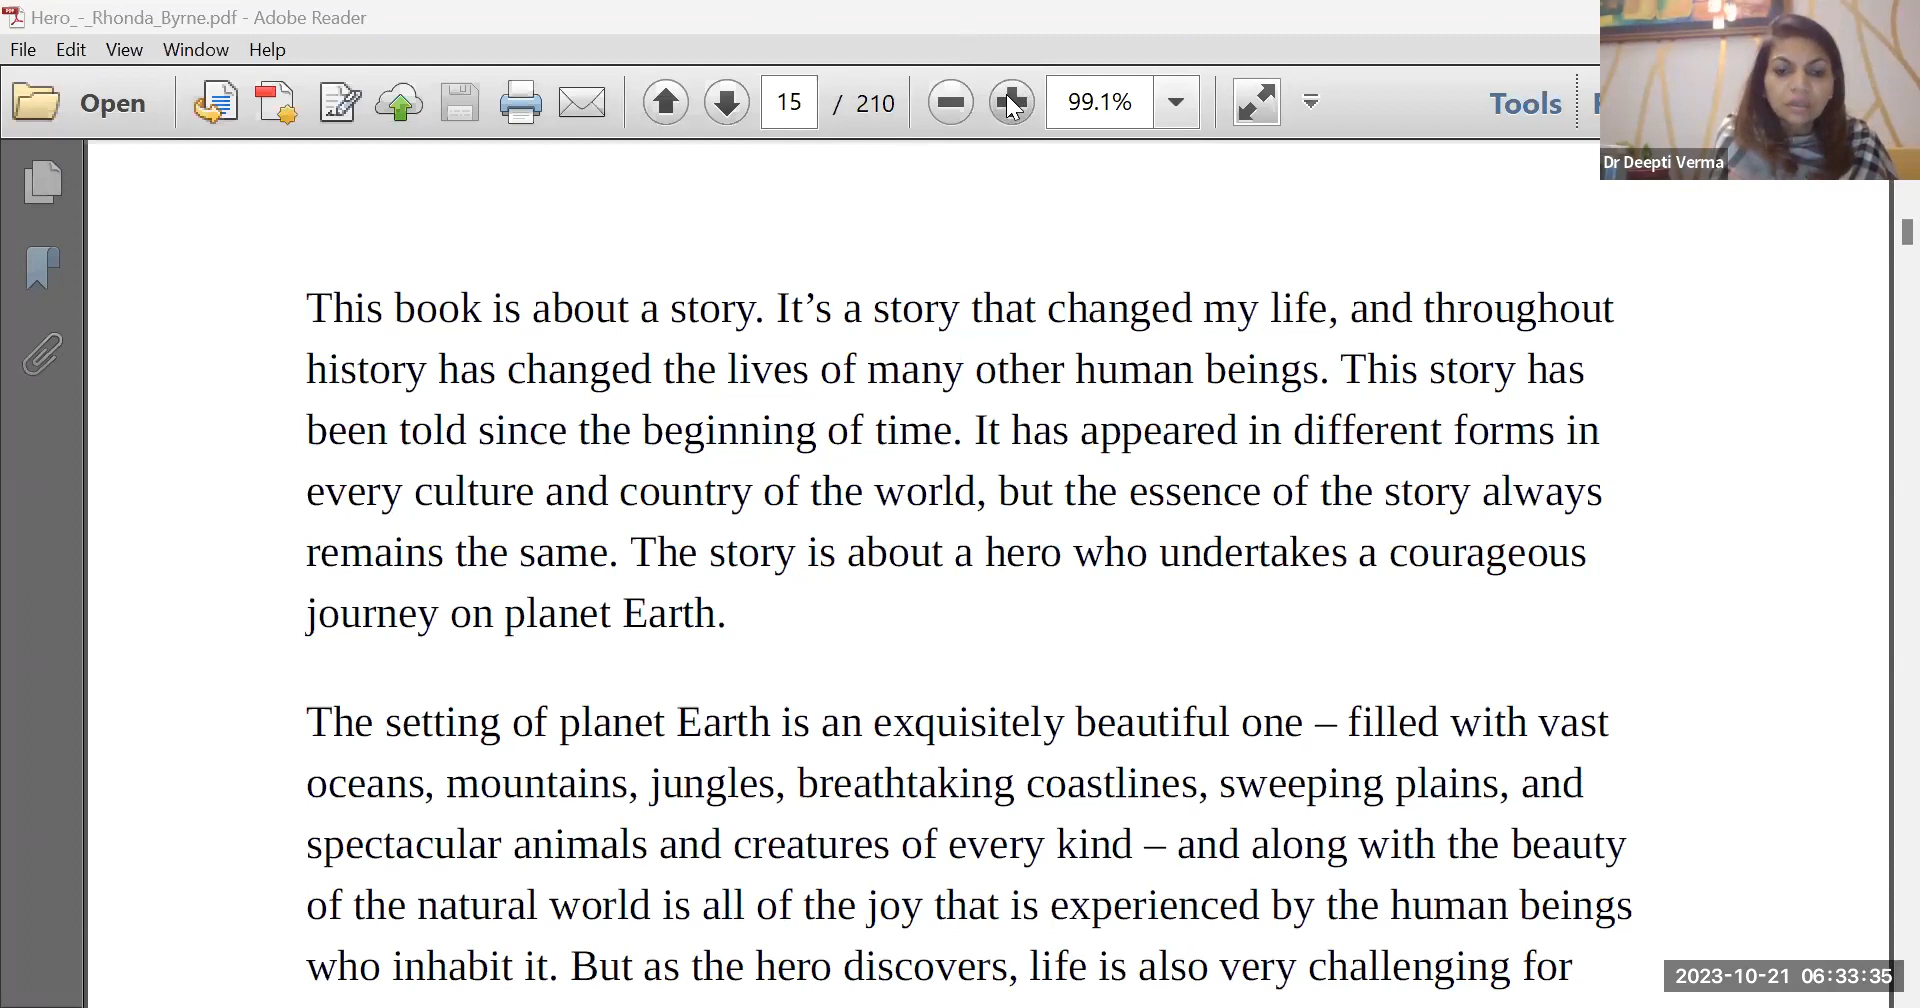 Hero_-_Rhonda_Byrne.pdf - Adobe Reader
File Edit View Window Help
Open 15 / 210 99.1% Tools
Dr Deepti Verma
This book is about a story. It’s a story that changed my life, and throughout
history has changed the lives of many other human beings. This story has
been told since the beginning of time. It has appeared in different forms in
every culture and country of the world, but the essence of the story always
remains the same. The story is about a hero who undertakes a courageous
journey on planet Earth.
The setting of planet Earth is an exquisitely beautiful one – filled with vast
oceans, mountains, jungles, breathtaking coastlines, sweeping plains, and
spectacular animals and creatures of every kind – and along with the beauty
of the natural world is all of the joy that is experienced by the human beings
who inhabit it. But as the hero discovers, life is also very challenging for
2023-10-21 06:33:35